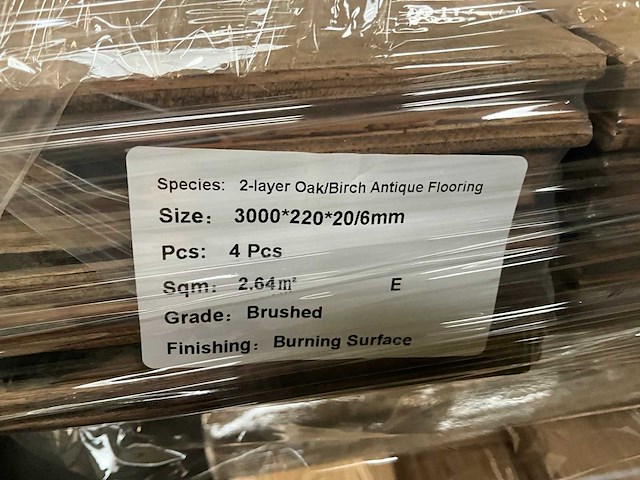 Species: 2-layer Oak/Birch Antique Flooring
Size: 3000*220*20/6mm
Pcs: 4 Pcs
Sqm: 2.64m² E
Grade: Brushed
Finishing: Burning Surface